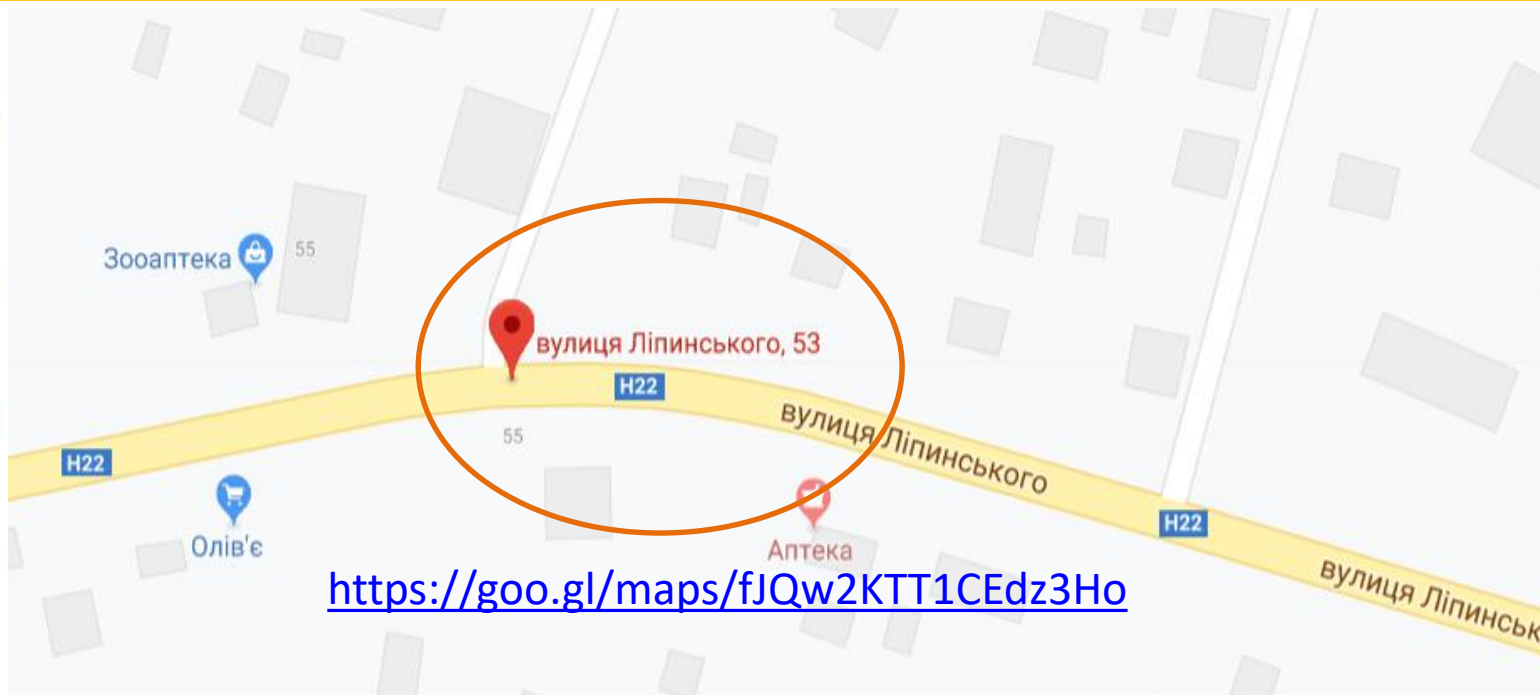 Зооаптека
55
вулиця Ліпинського, 53
H22
вулиця Ліпинського
55
H22
H22
Олів'є
Аптека
вулиця Ліпинськ
https://goo.gl/maps/fJQw2KTT1CEdz3Ho